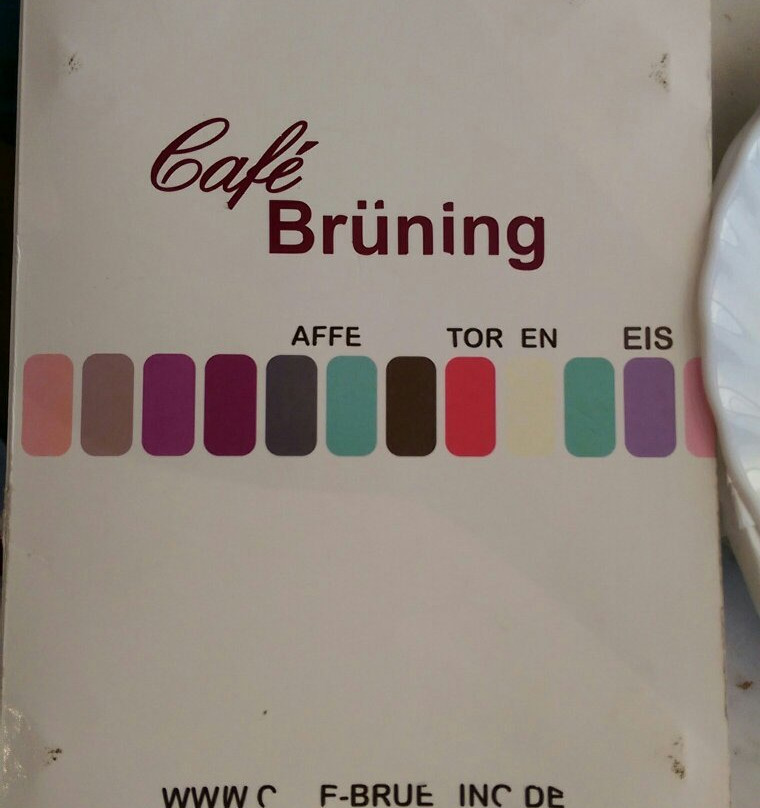 Café
Brüning
AFFE TOR EN EIS